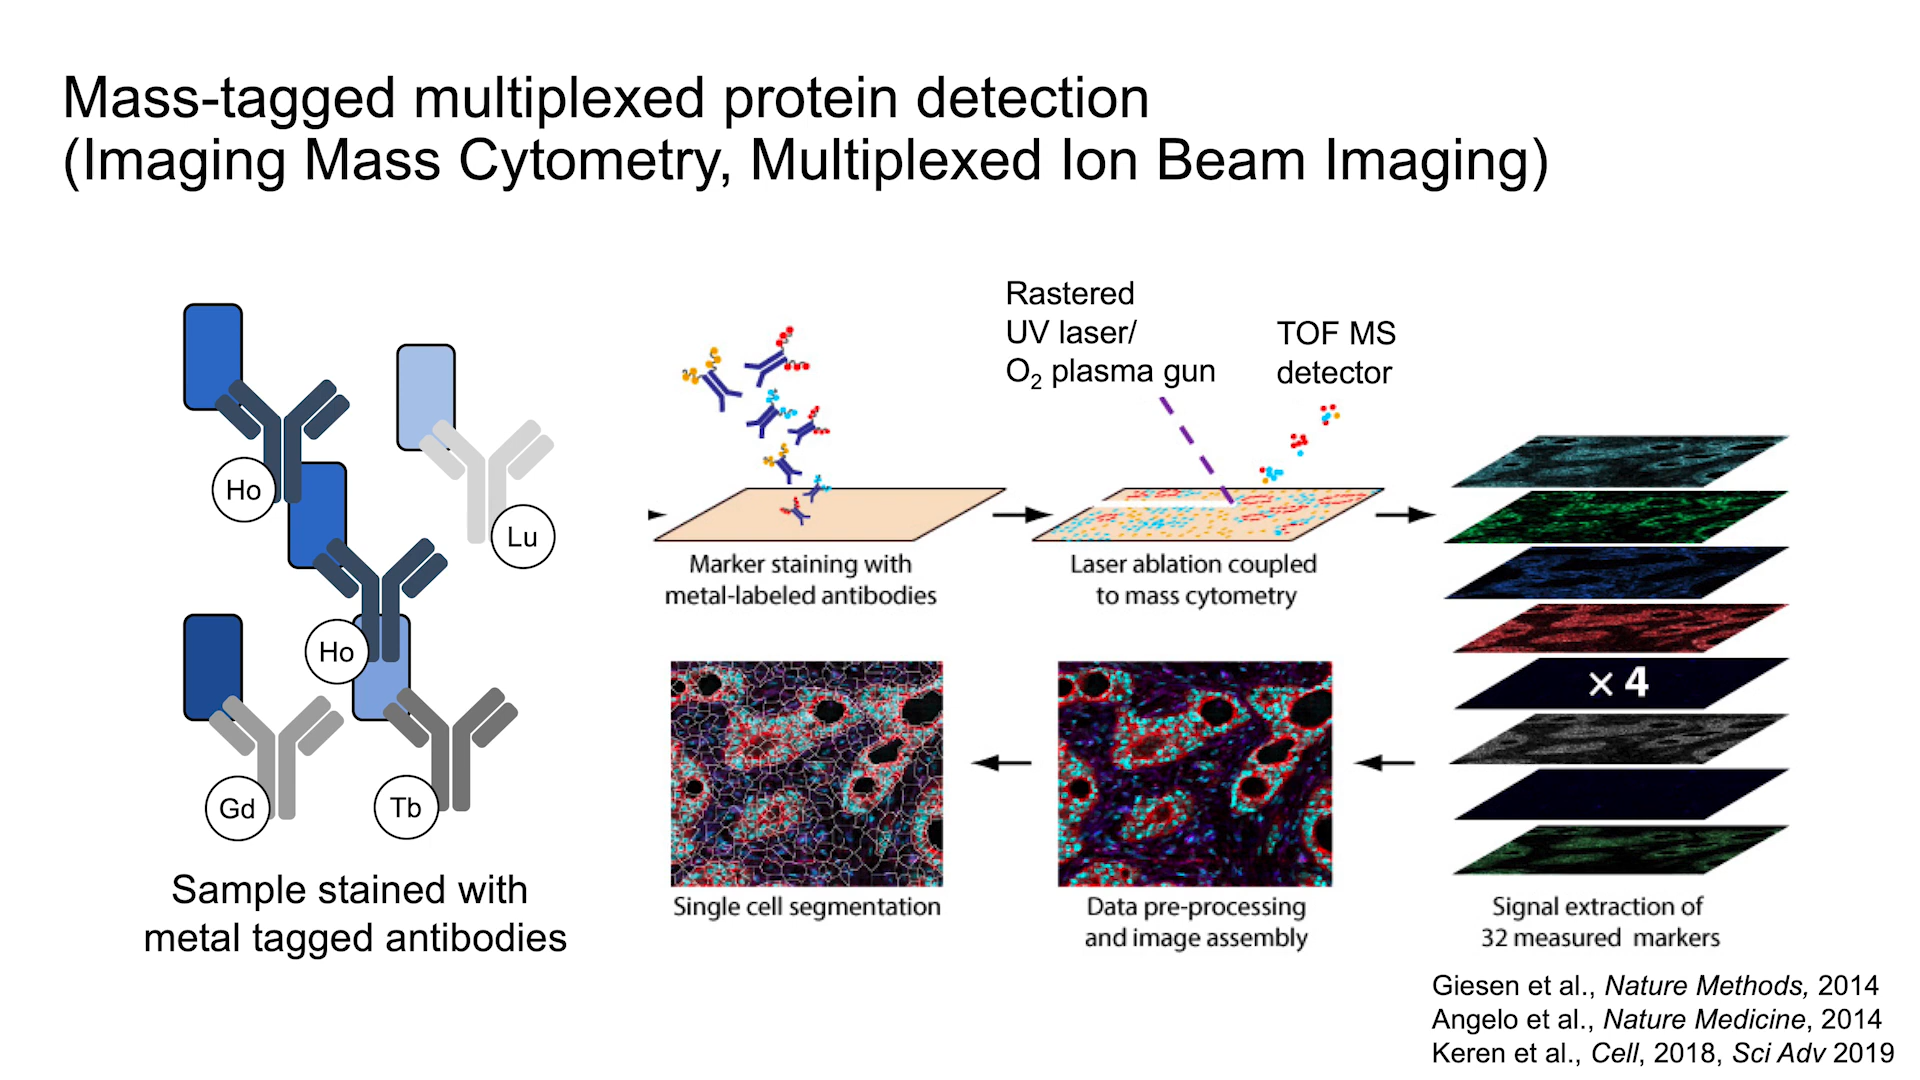 Mass-tagged multiplexed protein detection
(Imaging Mass Cytometry, Multiplexed Ion Beam Imaging)
Ho
Lu
Ho
Gd
Tb
Sample stained with
metal tagged antibodies
Marker staining with
metal-labeled antibodies
Rastered
UV laser/
O₂ plasma gun
TOF MS
detector
Laser ablation coupled
to mass cytometry
× 4
Signal extraction of
32 measured markers
Data pre-processing
and image assembly
Single cell segmentation
Giesen et al., Nature Methods, 2014
Angelo et al., Nature Medicine, 2014
Keren et al., Cell, 2018, Sci Adv 2019